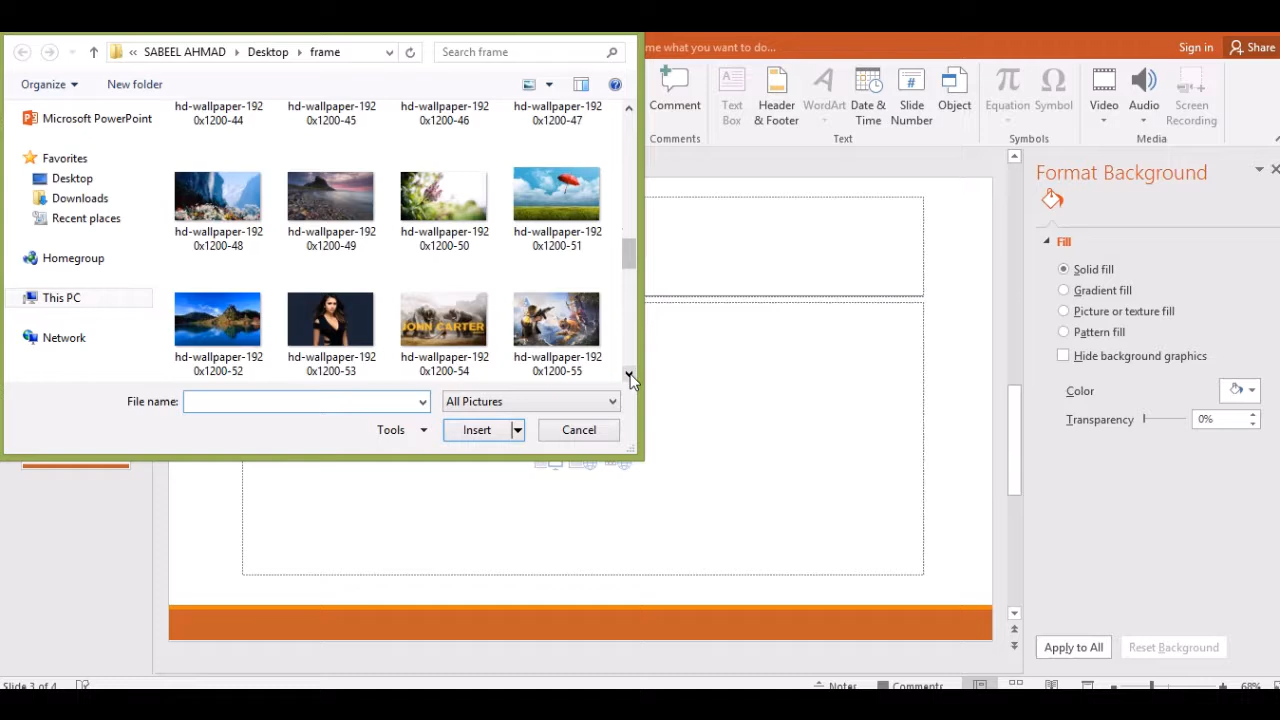 SABEEL AHMAD Desktop frame
Search frame
me what you want to do...
Sign in
Share
Organize
New folder
Microsoft PowerPoint
Favorites
Desktop
Downloads
Recent places
Homegroup
This PC
Network
hd-wallpaper-192
0x1200-44
hd-wallpaper-192
0x1200-45
hd-wallpaper-192
0x1200-46
hd-wallpaper-192
0x1200-47
hd-wallpaper-192
0x1200-48
hd-wallpaper-192
0x1200-49
hd-wallpaper-192
0x1200-50
hd-wallpaper-192
0x1200-51
JOHN CARTER
hd-wallpaper-192
0x1200-52
hd-wallpaper-192
0x1200-53
hd-wallpaper-192
0x1200-54
hd-wallpaper-192
0x1200-55
File name:
All Pictures
Tools
Insert
Cancel
Comment
Comments
Text
Box
Header
& Footer
WordArt
Date &
Time
Slide
Number
Object
Text
Equation
Symbol
Symbols
Video
Audio
Screen
Recording
Media
Format Background
Fill
Solid fill
Gradient fill
Picture or texture fill
Pattern fill
Hide background graphics
Color
Transparency
0%
Apply to All
Reset Background
Slide 3 of 4
Notes
Comments
68%